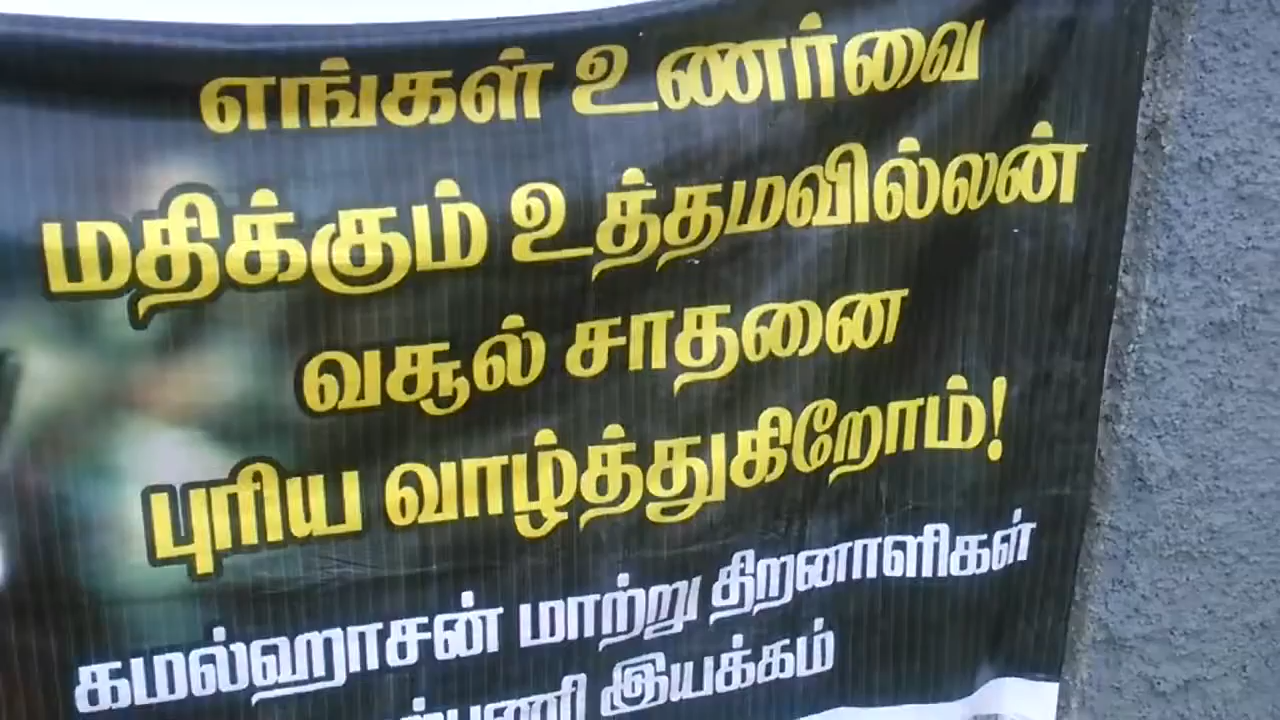 எங்கள் உணர்வை
மதிக்கும் உத்தமவில்லன்
வசூல் சாதனை
புரிய வாழ்த்துகிறோம்!
கமல்ஹாசன் மாற்று திறனாளிகள்
இயக்கம்